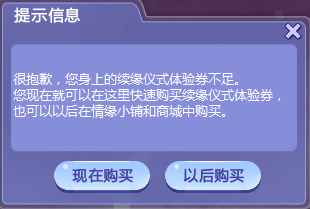 提示信息
很抱歉，您身上的续缘仪式体验券不足。
您现在就可以在这里快速购买续缘仪式体验券，
也可以以后在情缘小铺和商城中购买。
现在购买 以后购买